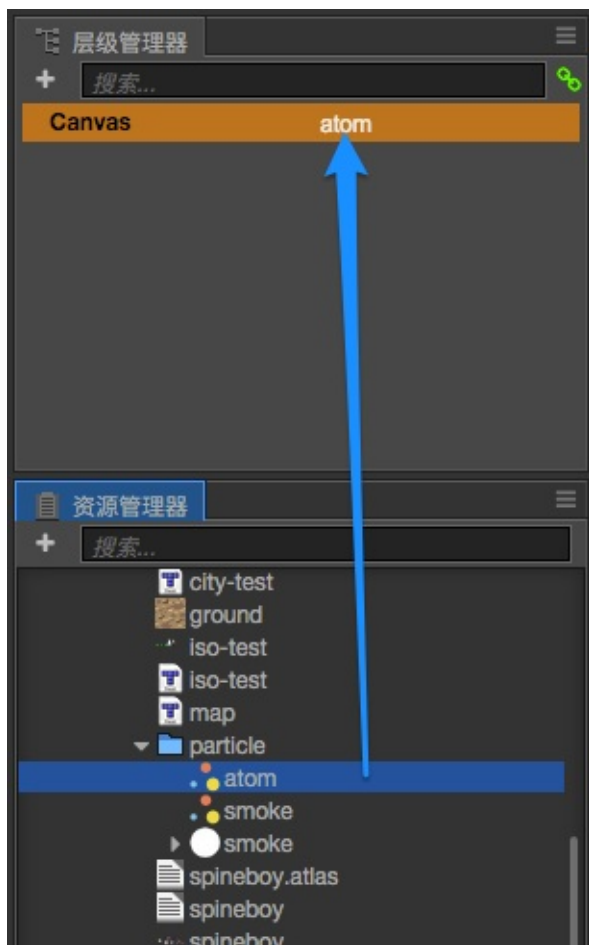 层级管理器
搜索...
Canvas atom
资源管理器
搜索...
city-test
ground
iso-test
iso-test
map
particle
atom
smoke
smoke
spineboy.atlas
spineboy
spineboy